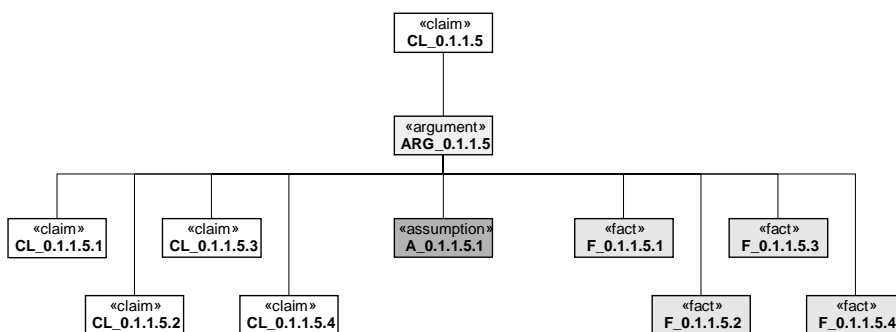 «claim»
CL_0.1.1.5
«argument»
ARG_0.1.1.5
«claim»
CL_0.1.1.5.1
«claim»
CL_0.1.1.5.3
«assumption»
A_0.1.1.5.1
«fact»
F_0.1.1.5.1
«fact»
F_0.1.1.5.3
«claim»
CL_0.1.1.5.2
«claim»
CL_0.1.1.5.4
«fact»
F_0.1.1.5.2
«fact»
F_0.1.1.5.4